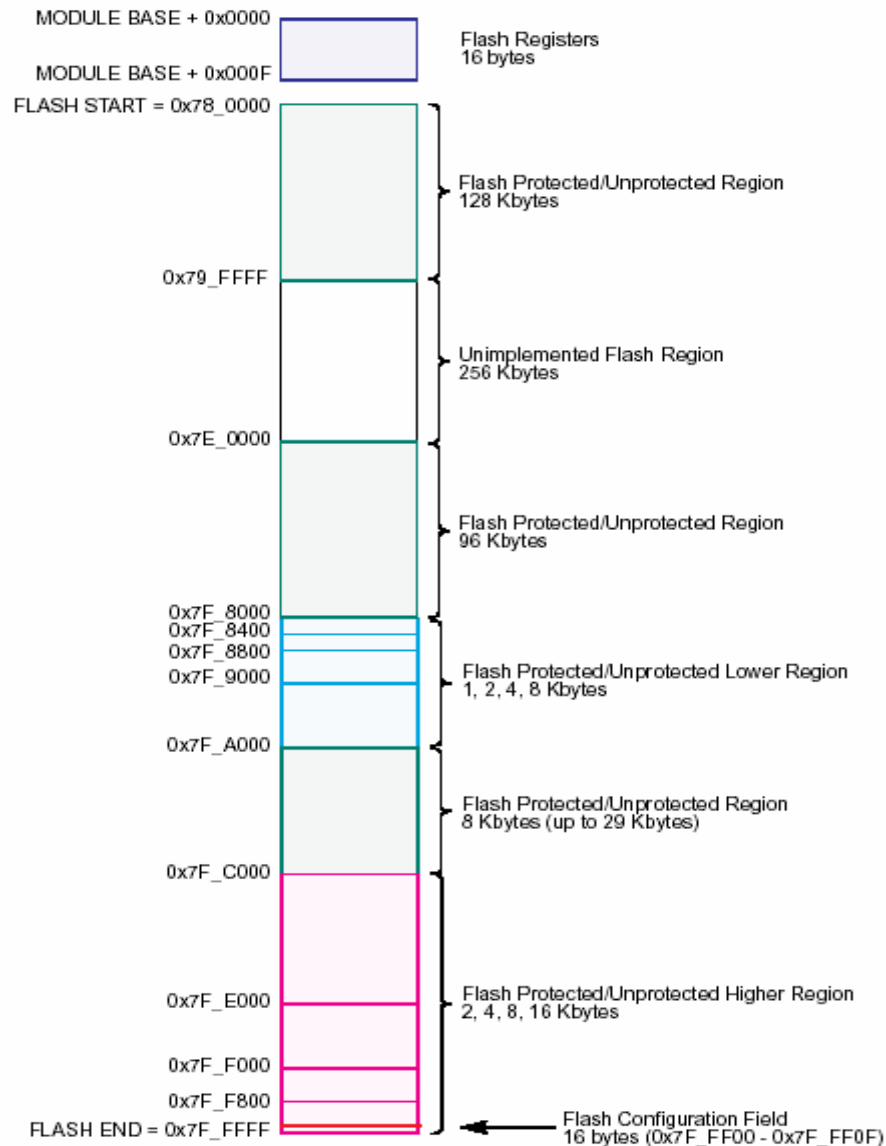 MODULE BASE + 0x0000
Flash Registers
16 bytes
MODULE BASE + 0x000F
FLASH START = 0x78_0000
Flash Protected/Unprotected Region
128 Kbytes
0x79_FFFF
Unimplemented Flash Region
256 Kbytes
0x7E_0000
Flash Protected/Unprotected Region
96 Kbytes
0x7F_8000
0x7F_8400
0x7F_8800
0x7F_9000
Flash Protected/Unprotected Lower Region
1, 2, 4, 8 Kbytes
0x7F_A000
Flash Protected/Unprotected Region
8 Kbytes (up to 29 Kbytes)
0x7F_C000
0x7F_E000
Flash Protected/Unprotected Higher Region
2, 4, 8, 16 Kbytes
0x7F_F000
0x7F_F800
FLASH END = 0x7F_FFFF
Flash Configuration Field
16 bytes (0x7F_FF00 - 0x7F_FF0F)